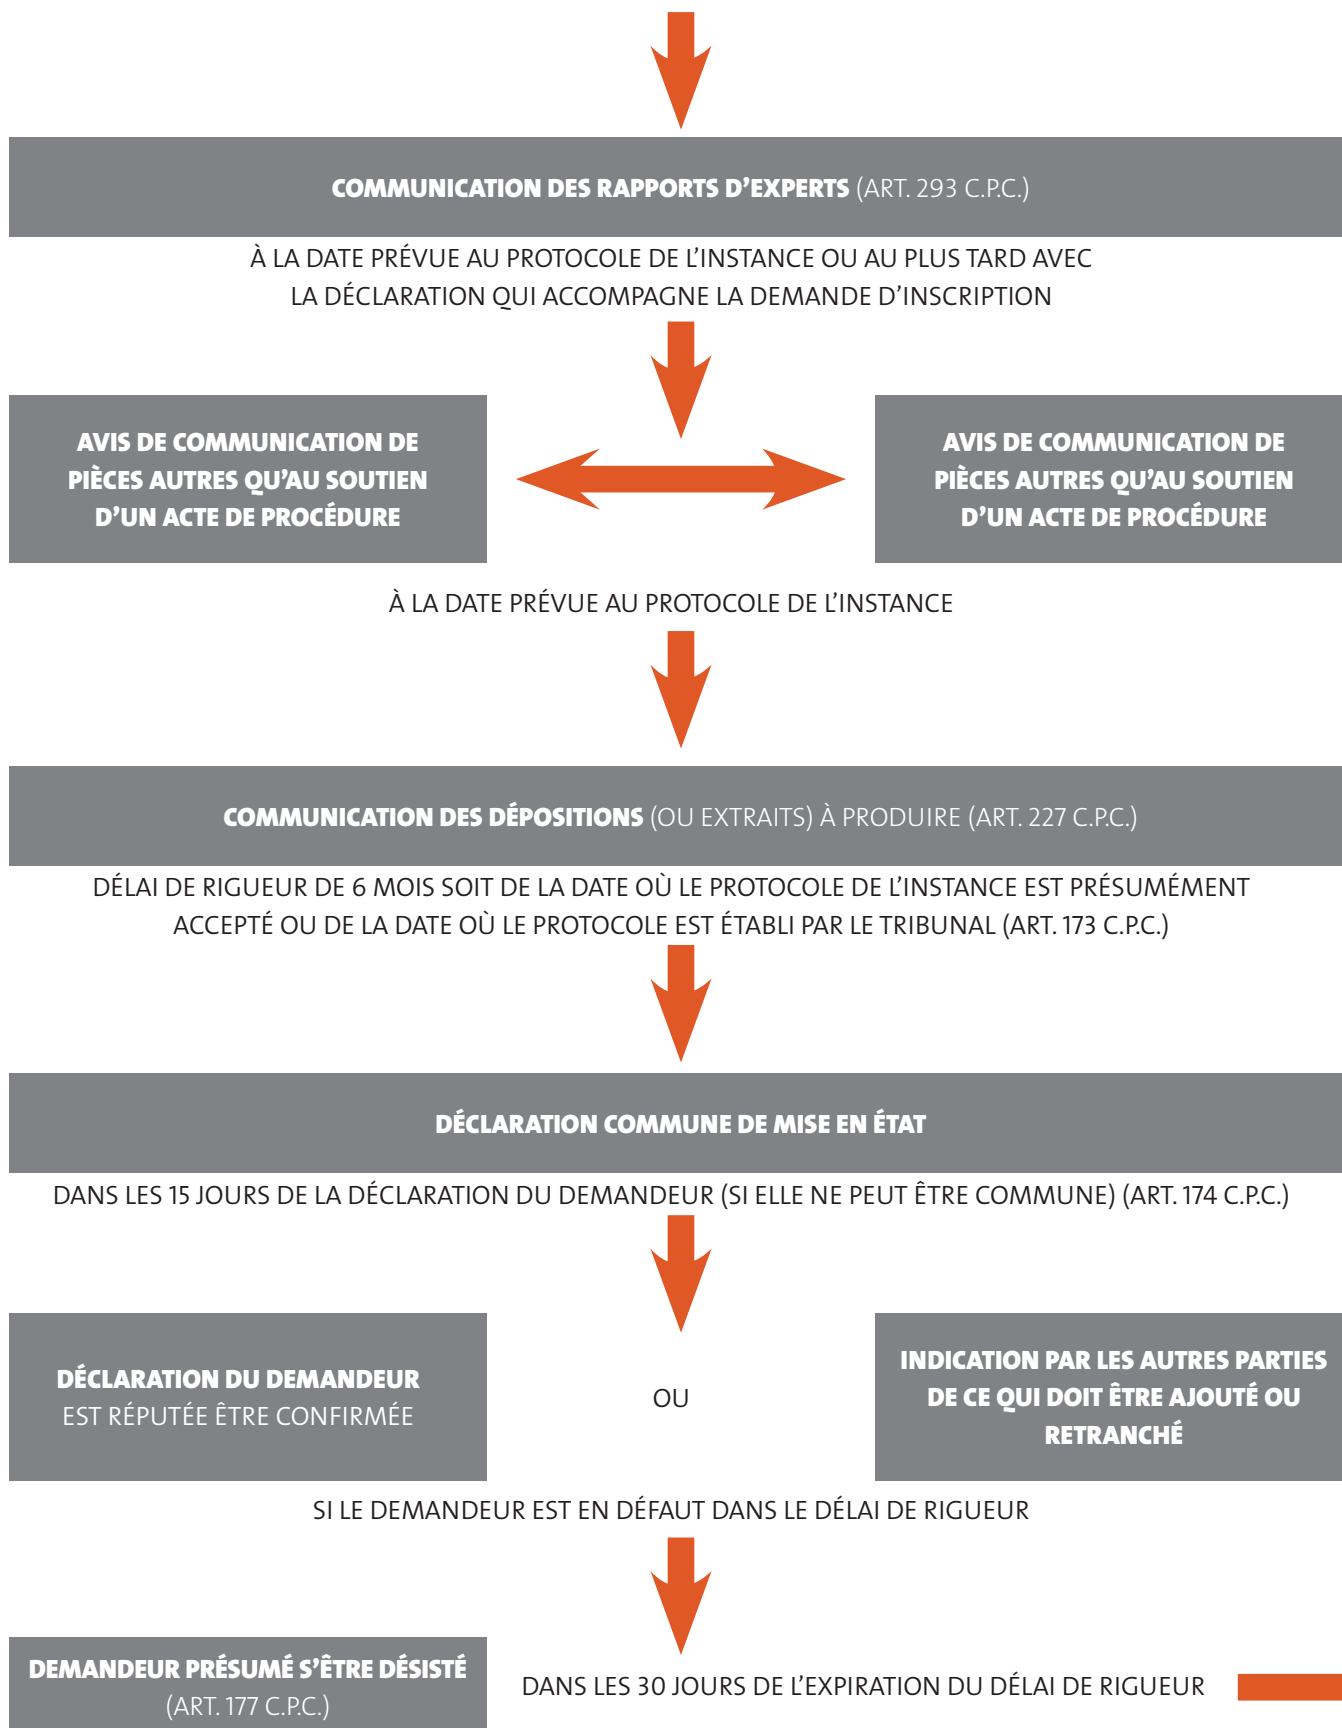 COMMUNICATION DES RAPPORTS D’EXPERTS (ART. 293 C.P.C.)
À LA DATE PRÉVUE AU PROTOCOLE DE L’INSTANCE OU AU PLUS TARD AVEC
LA DÉCLARATION QUI ACCOMPAGNE LA DEMANDE D’INSCRIPTION
AVIS DE COMMUNICATION DE
PIÈCES AUTRES QU’AU SOUTIEN
D’UN ACTE DE PROCÉDURE
AVIS DE COMMUNICATION DE
PIÈCES AUTRES QU’AU SOUTIEN
D’UN ACTE DE PROCÉDURE
À LA DATE PRÉVUE AU PROTOCOLE DE L’INSTANCE
COMMUNICATION DES DÉPOSITIONS (OU EXTRAITS) À PRODUIRE (ART. 227 C.P.C.)
DÉLAI DE RIGUEUR DE 6 MOIS SOIT DE LA DATE OÙ LE PROTOCOLE DE L’INSTANCE EST PRÉSUMÉMENT
ACCEPTÉ OU DE LA DATE OÙ LE PROTOCOLE EST ÉTABLI PAR LE TRIBUNAL (ART. 173 C.P.C.)
DÉCLARATION COMMUNE DE MISE EN ÉTAT
DANS LES 15 JOURS DE LA DÉCLARATION DU DEMANDEUR (SI ELLE NE PEUT ÊTRE COMMUNE) (ART. 174 C.P.C.)
DÉCLARATION DU DEMANDEUR
EST RÉPUTÉE ÊTRE CONFIRMÉE
OU
INDICATION PAR LES AUTRES PARTIES
DE CE QUI DOIT ÊTRE AJOUTÉ OU
RETRANCHÉ
SI LE DEMANDEUR EST EN DÉFAUT DANS LE DÉLAI DE RIGUEUR
DEMANDEUR PRÉSUMÉ S’ÊTRE DÉSISTÉ
(ART. 177 C.P.C.)
DANS LES 30 JOURS DE L’EXPIRATION DU DÉLAI DE RIGUEUR